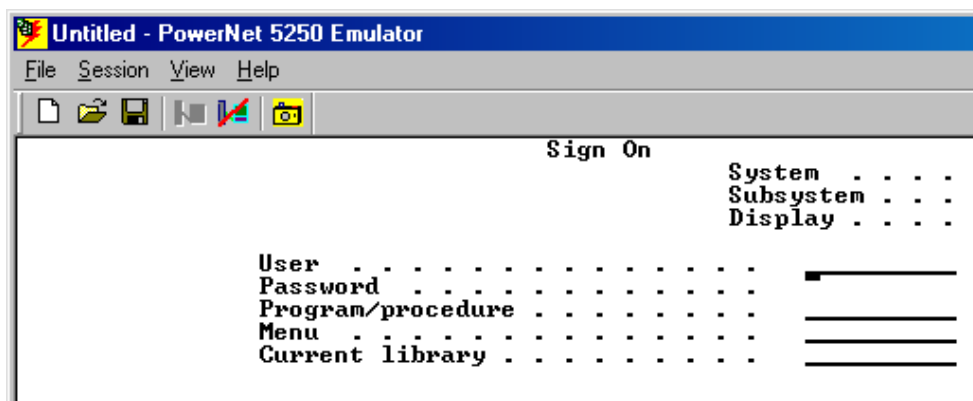 Untitled - PowerNet 5250 Emulator
File Session View Help
Sign On
System . . . .
Subsystem . . .
Display . . . .
User . . . . . . . . . . . . . .
Password . . . . . . . . . . . .
Program/procedure . . . . . . . .
Menu . . . . . . . . . . . . . .
Current library . . . . . . . . .